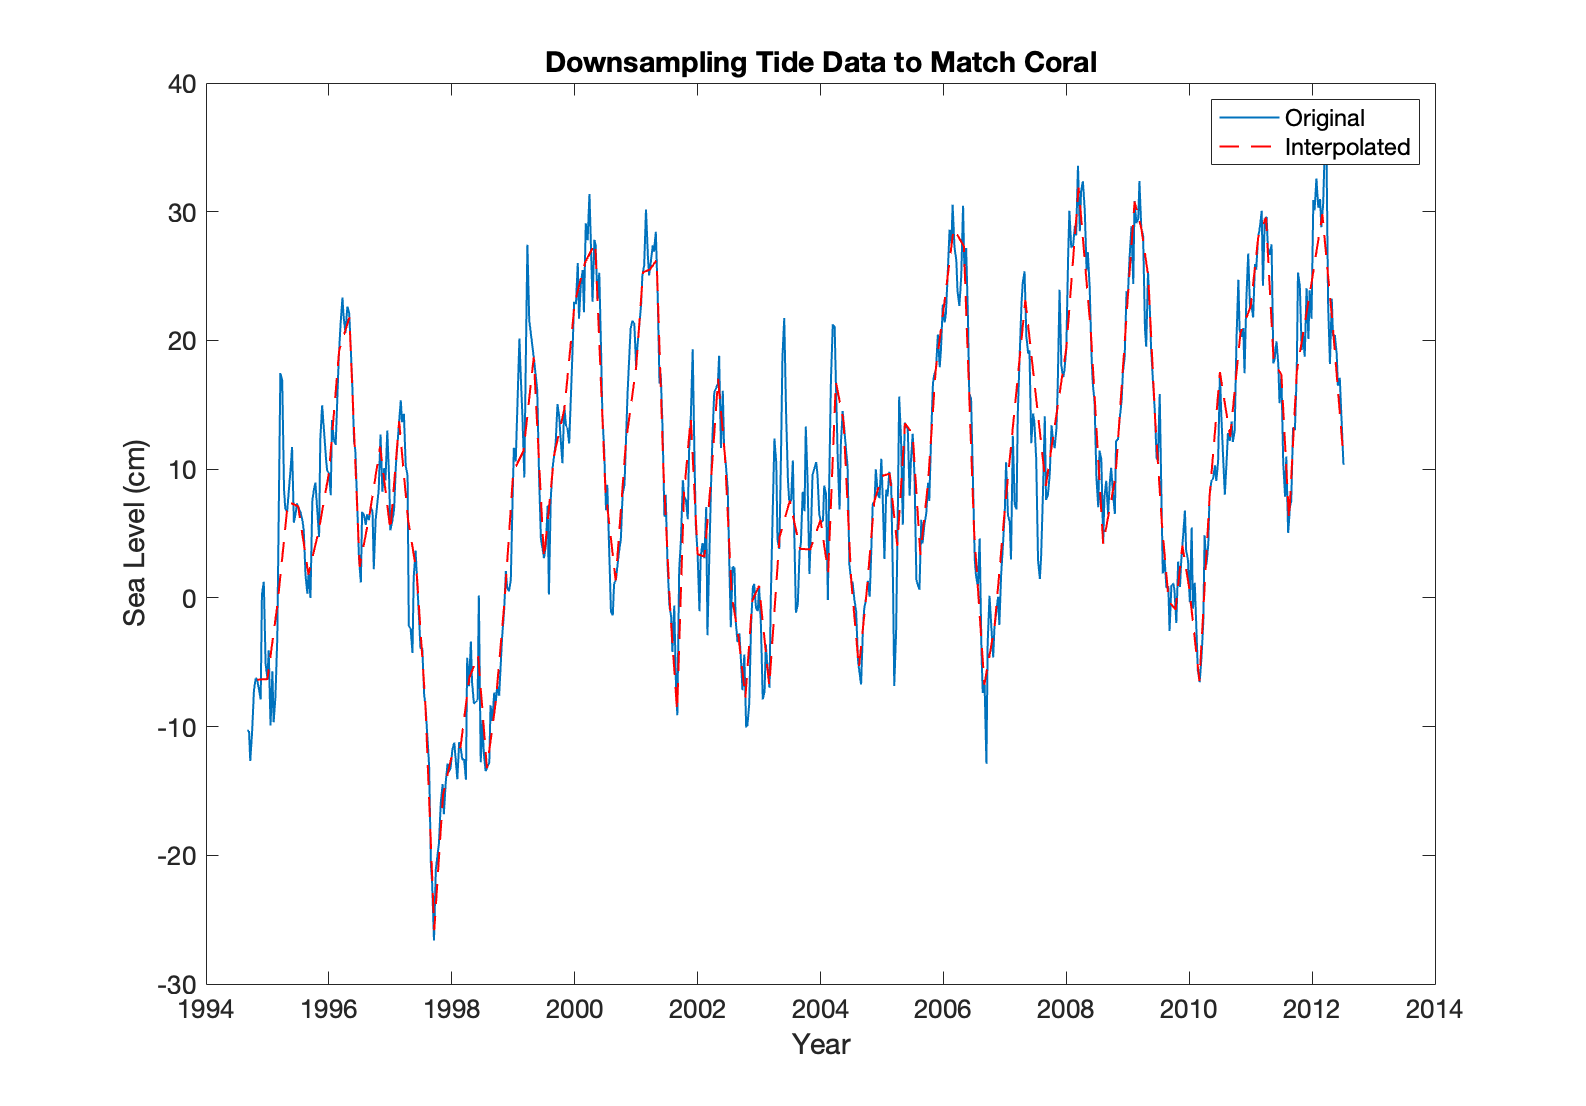 Downsampling Tide Data to Match Coral
40
Original
Interpolated
30
20
10
0
-10
-20
-30
Sea Level (cm)
1994 1996 1998 2000 2002 2004 2006 2008 2010 2012 2014
Year